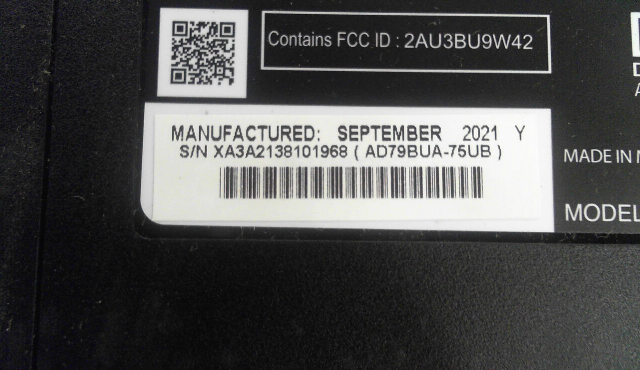 Contains FCC ID : 2AU3BU9W42
MANUFACTURED: SEPTEMBER 2021 Y
S/N XA3A2138101968 ( AD79BUA-75UB )
MADE IN
MODEL